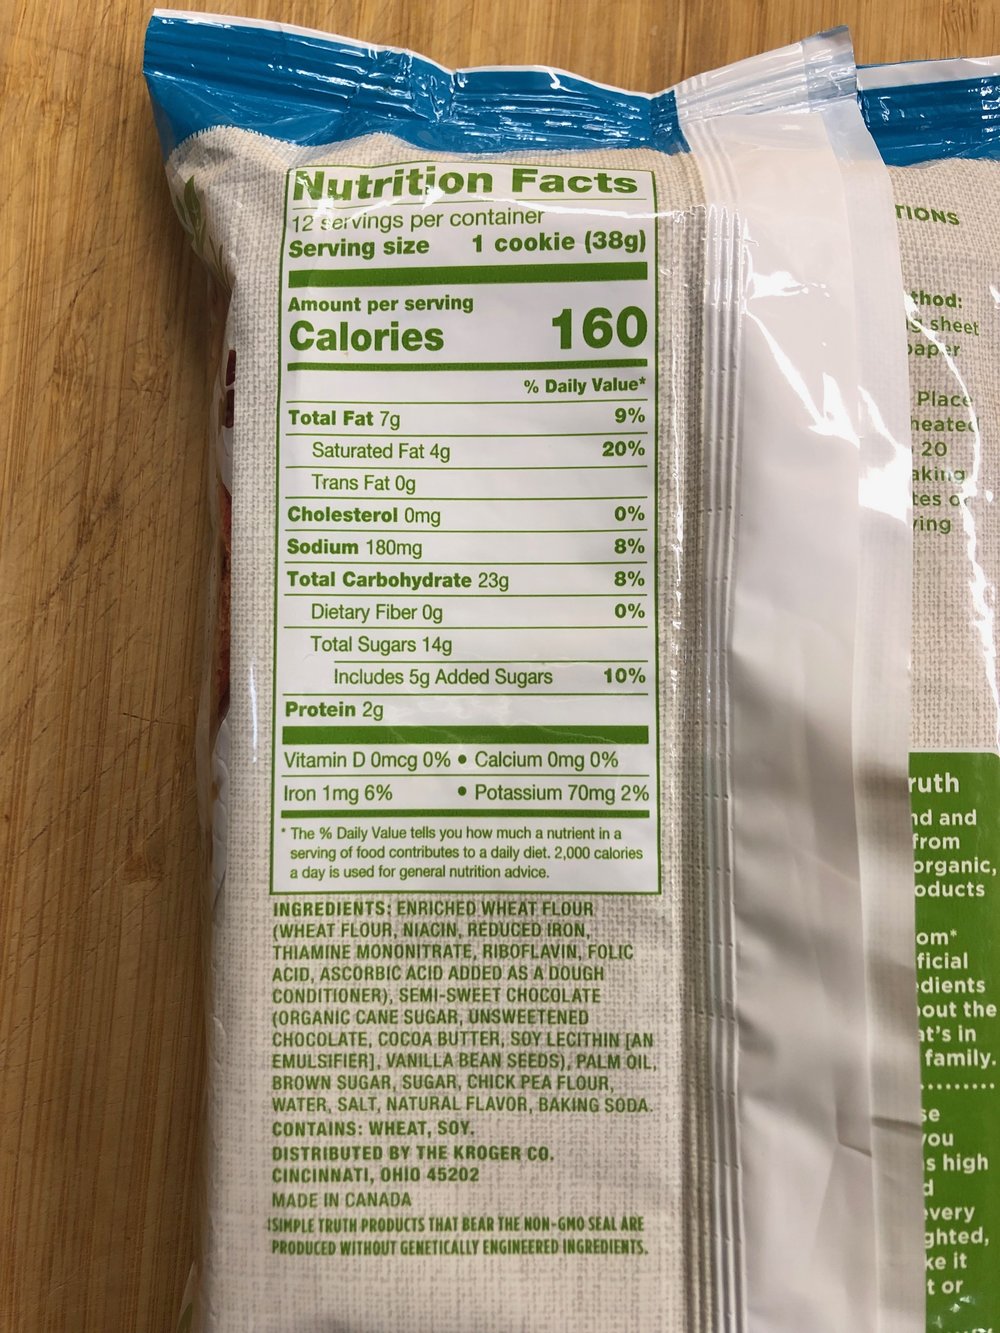 Nutrition Facts
12 servings per container
Serving size 1 cookie (38g)
Amount per serving
Calories 160
% Daily Value*
Total Fat 7g 9%
Saturated Fat 4g 20%
Trans Fat 0g
Cholesterol 0mg 0%
Sodium 180mg 8%
Total Carbohydrate 23g 8%
Dietary Fiber 0g 0%
Total Sugars 14g
Includes 5g Added Sugars 10%
Protein 2g
Vitamin D 0mcg 0% • Calcium 0mg 0%
Iron 1mg 6% • Potassium 70mg 2%
* The % Daily Value tells you how much a nutrient in a
serving of food contributes to a daily diet. 2,000 calories
a day is used for general nutrition advice.
INGREDIENTS: ENRICHED WHEAT FLOUR
(WHEAT FLOUR, NIACIN, REDUCED IRON,
THIAMINE MONONITRATE, RIBOFLAVIN, FOLIC
ACID, ASCORBIC ACID ADDED AS A DOUGH
CONDITIONER), SEMI-SWEET CHOCOLATE
(ORGANIC CANE SUGAR, UNSWEETENED
CHOCOLATE, COCOA BUTTER, SOY LECITHIN [AN
EMULSIFIER], VANILLA BEAN SEEDS), PALM OIL,
BROWN SUGAR, SUGAR, CHICK PEA FLOUR,
WATER, SALT, NATURAL FLAVOR, BAKING SODA.
CONTAINS: WHEAT, SOY.
DISTRIBUTED BY THE KROGER CO.
CINCINNATI, OHIO 45202
MADE IN CANADA
‡SIMPLE TRUTH PRODUCTS THAT BEAR THE NON-GMO SEAL ARE
PRODUCED WITHOUT GENETICALLY ENGINEERED INGREDIENTS.
TIONS
thod:
sheet
paper
Place
heated
20
aking
tes o
ving
ruth
nd and
from
organic,
oducts
om*
ficial
edients
out the
at's in
family.
se
you
s high
d
every
ghted,
ke it
t or